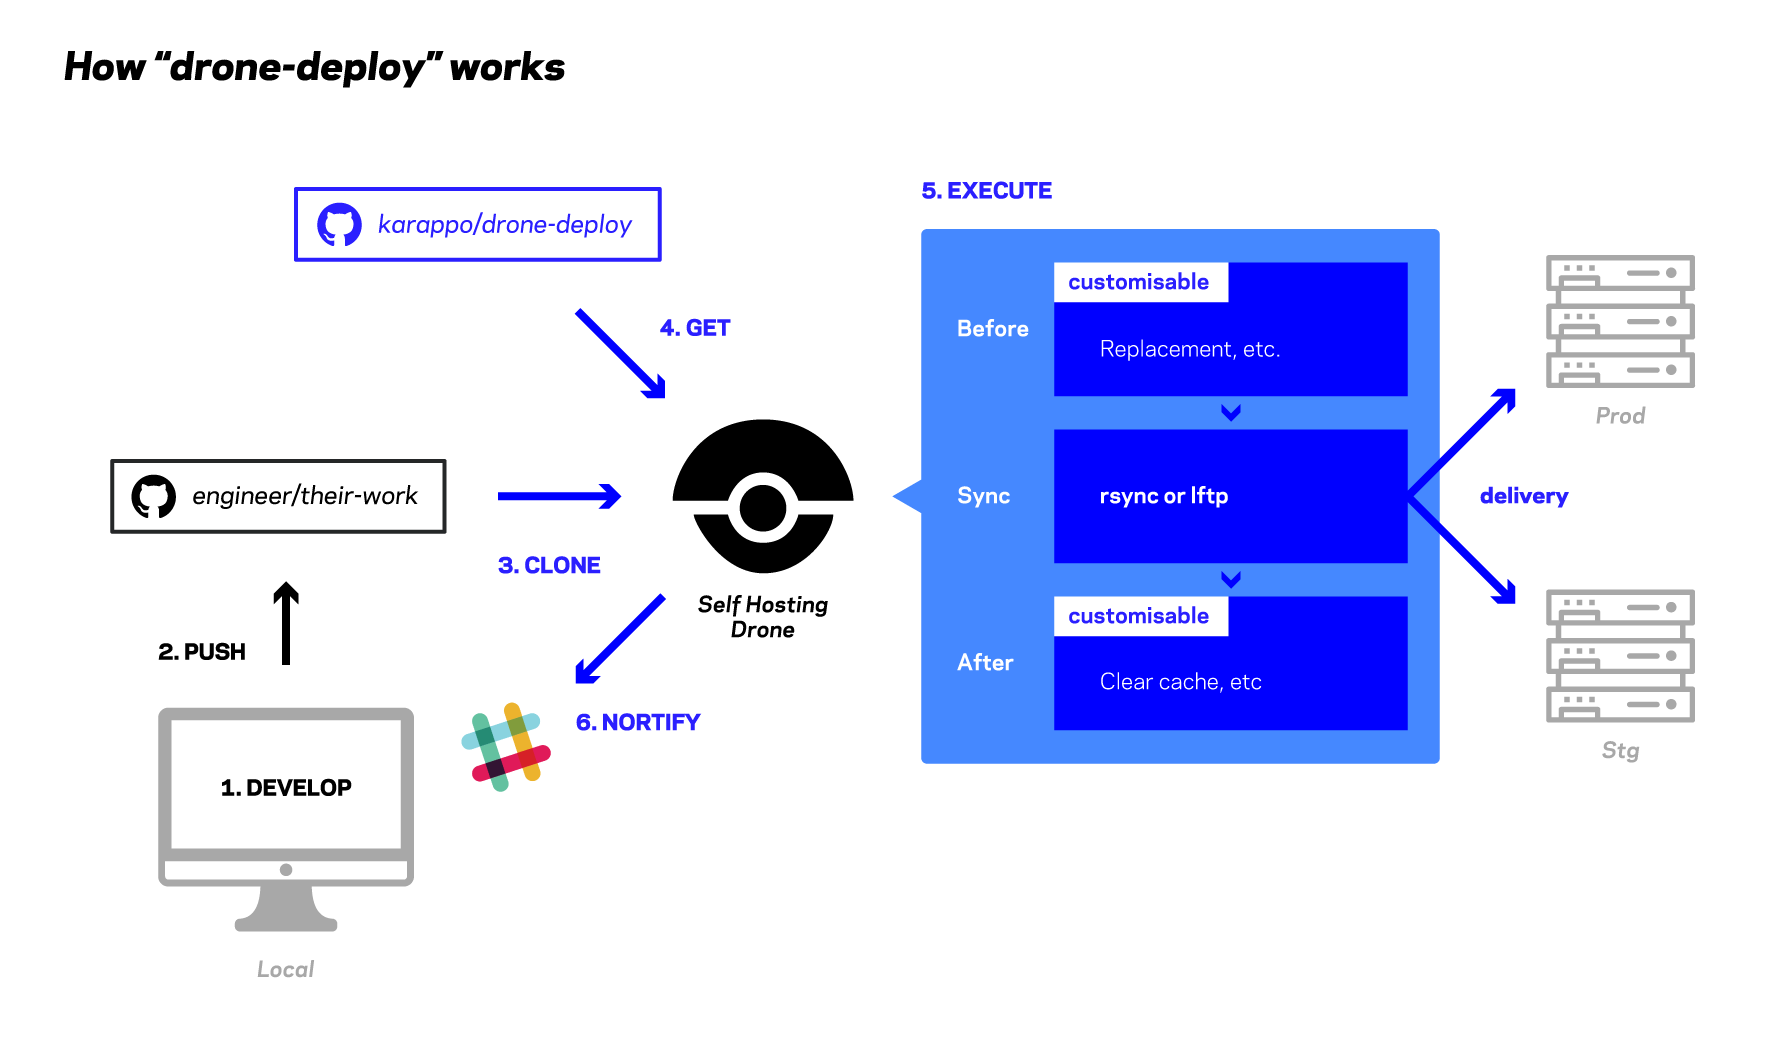 How “drone-deploy” works
karappo/drone-deploy
4. GET
engineer/their-work
3. CLONE
Self Hosting
Drone
2. PUSH
1. DEVELOP
Local
6. NORTIFY
5. EXECUTE
Before
customisable
Replacement, etc.
Sync
rsync or lftp
After
customisable
Clear cache, etc
delivery
Prod
Stg